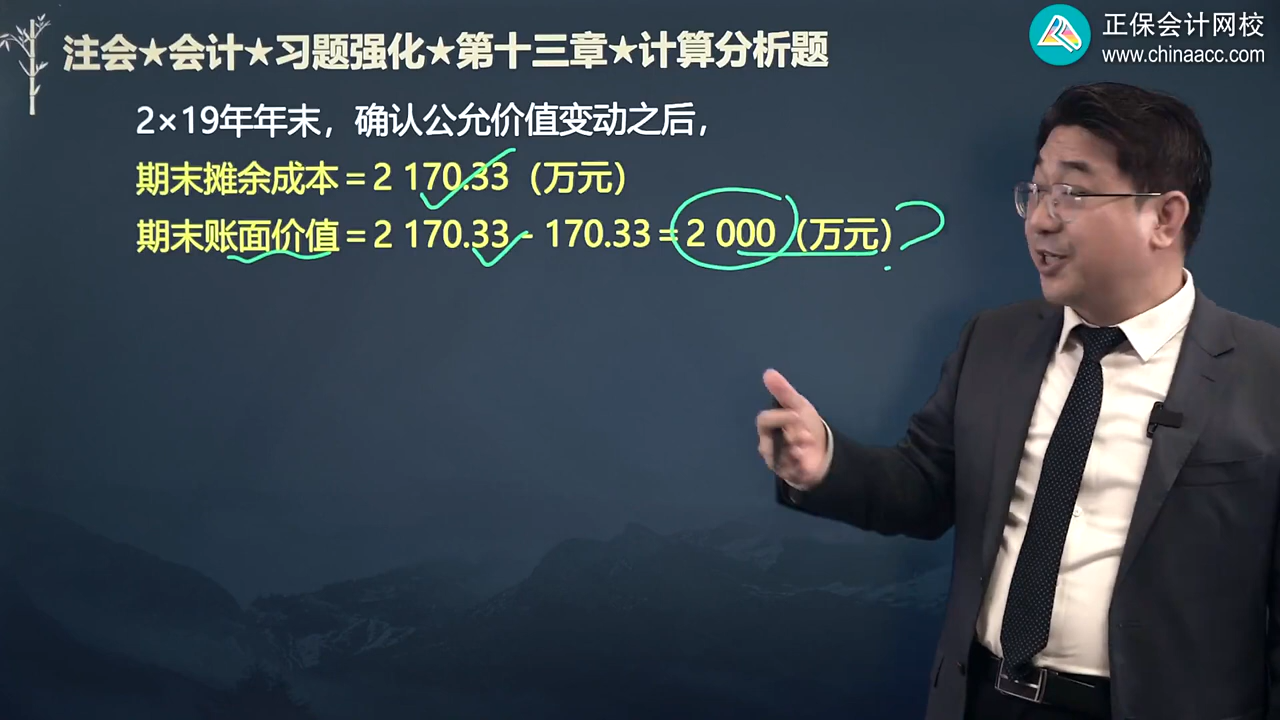 注会★会计★习题强化★第十三章★计算分析题
正保会计网校
www.chinaacc.com
2×19年年末，确认公允价值变动之后，
期末摊余成本＝2 170.33（万元）
期末账面价值＝2 170.33－170.33＝2 000（万元）
?